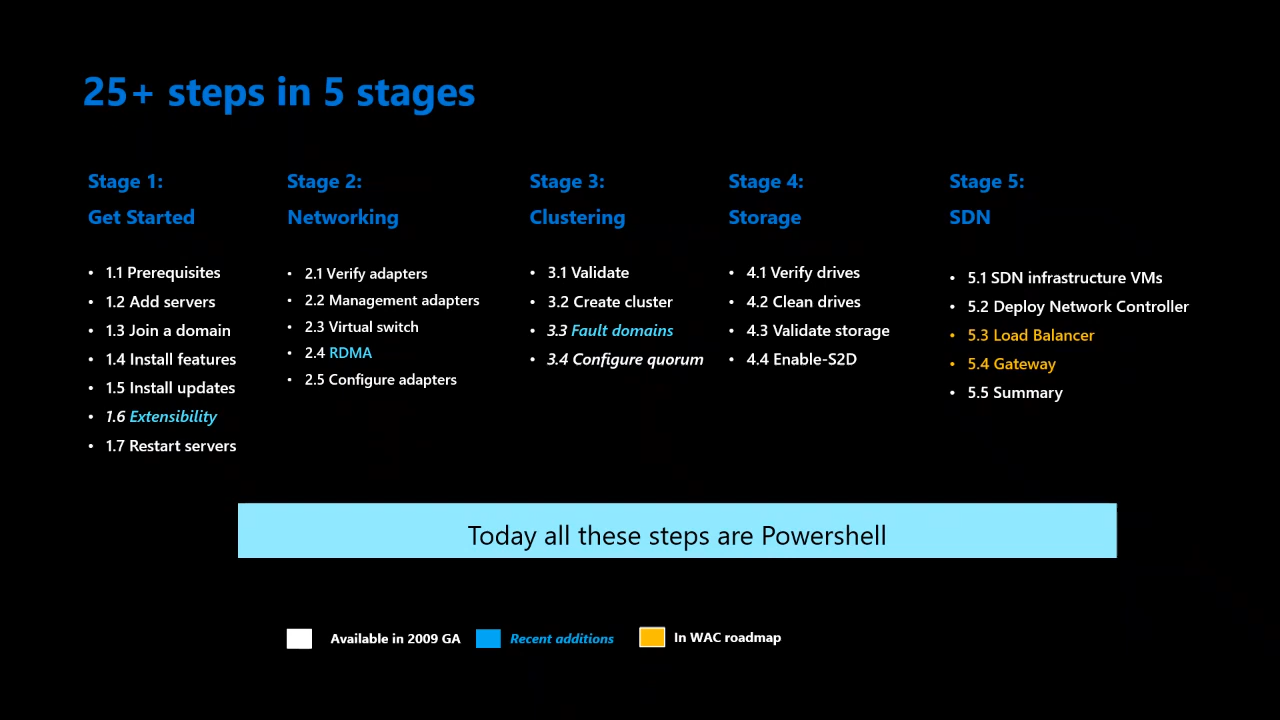 25+ steps in 5 stages
Stage 1:
Get Started
• 1.1 Prerequisites
• 1.2 Add servers
• 1.3 Join a domain
• 1.4 Install features
• 1.5 Install updates
• 1.6 Extensibility
• 1.7 Restart servers
Stage 2:
Networking
• 2.1 Verify adapters
• 2.2 Management adapters
• 2.3 Virtual switch
• 2.4 RDMA
• 2.5 Configure adapters
Stage 3:
Clustering
• 3.1 Validate
• 3.2 Create cluster
• 3.3 Fault domains
• 3.4 Configure quorum
Stage 4:
Storage
• 4.1 Verify drives
• 4.2 Clean drives
• 4.3 Validate storage
• 4.4 Enable-S2D
Stage 5:
SDN
• 5.1 SDN infrastructure VMs
• 5.2 Deploy Network Controller
• 5.3 Load Balancer
• 5.4 Gateway
• 5.5 Summary
Today all these steps are Powershell
Available in 2009 GA
Recent additions
In WAC roadmap